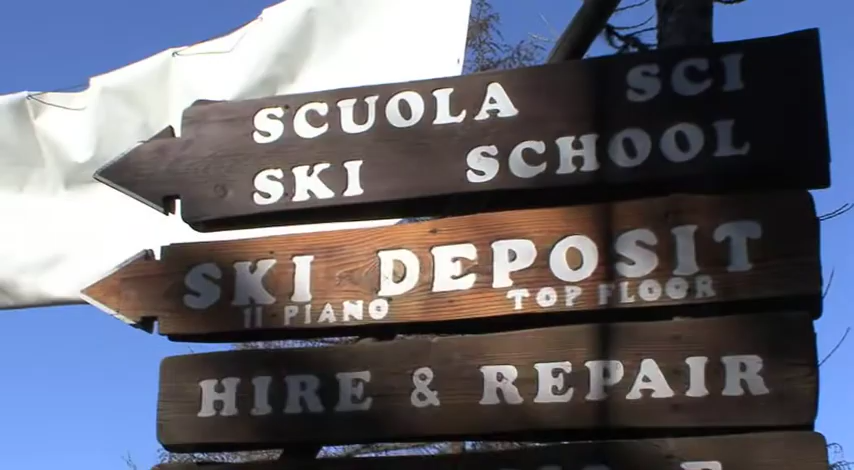 SCUOLA SCI
SKI SCHOOL
SKI DEPOSIT
II PIANO TOP FLOOR
HIRE & REPAIR